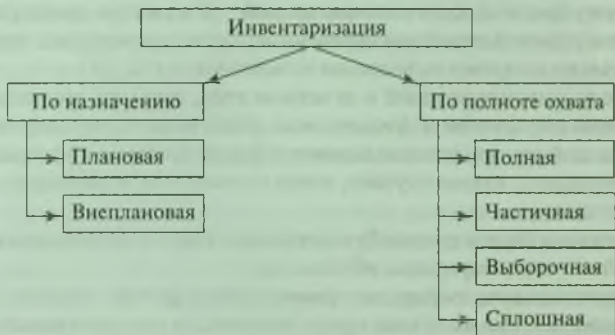 Инвентаризация
По назначению
Плановая
Внеплановая
По полноте охвата
Полная
Частичная
Выборочная
Сплошная